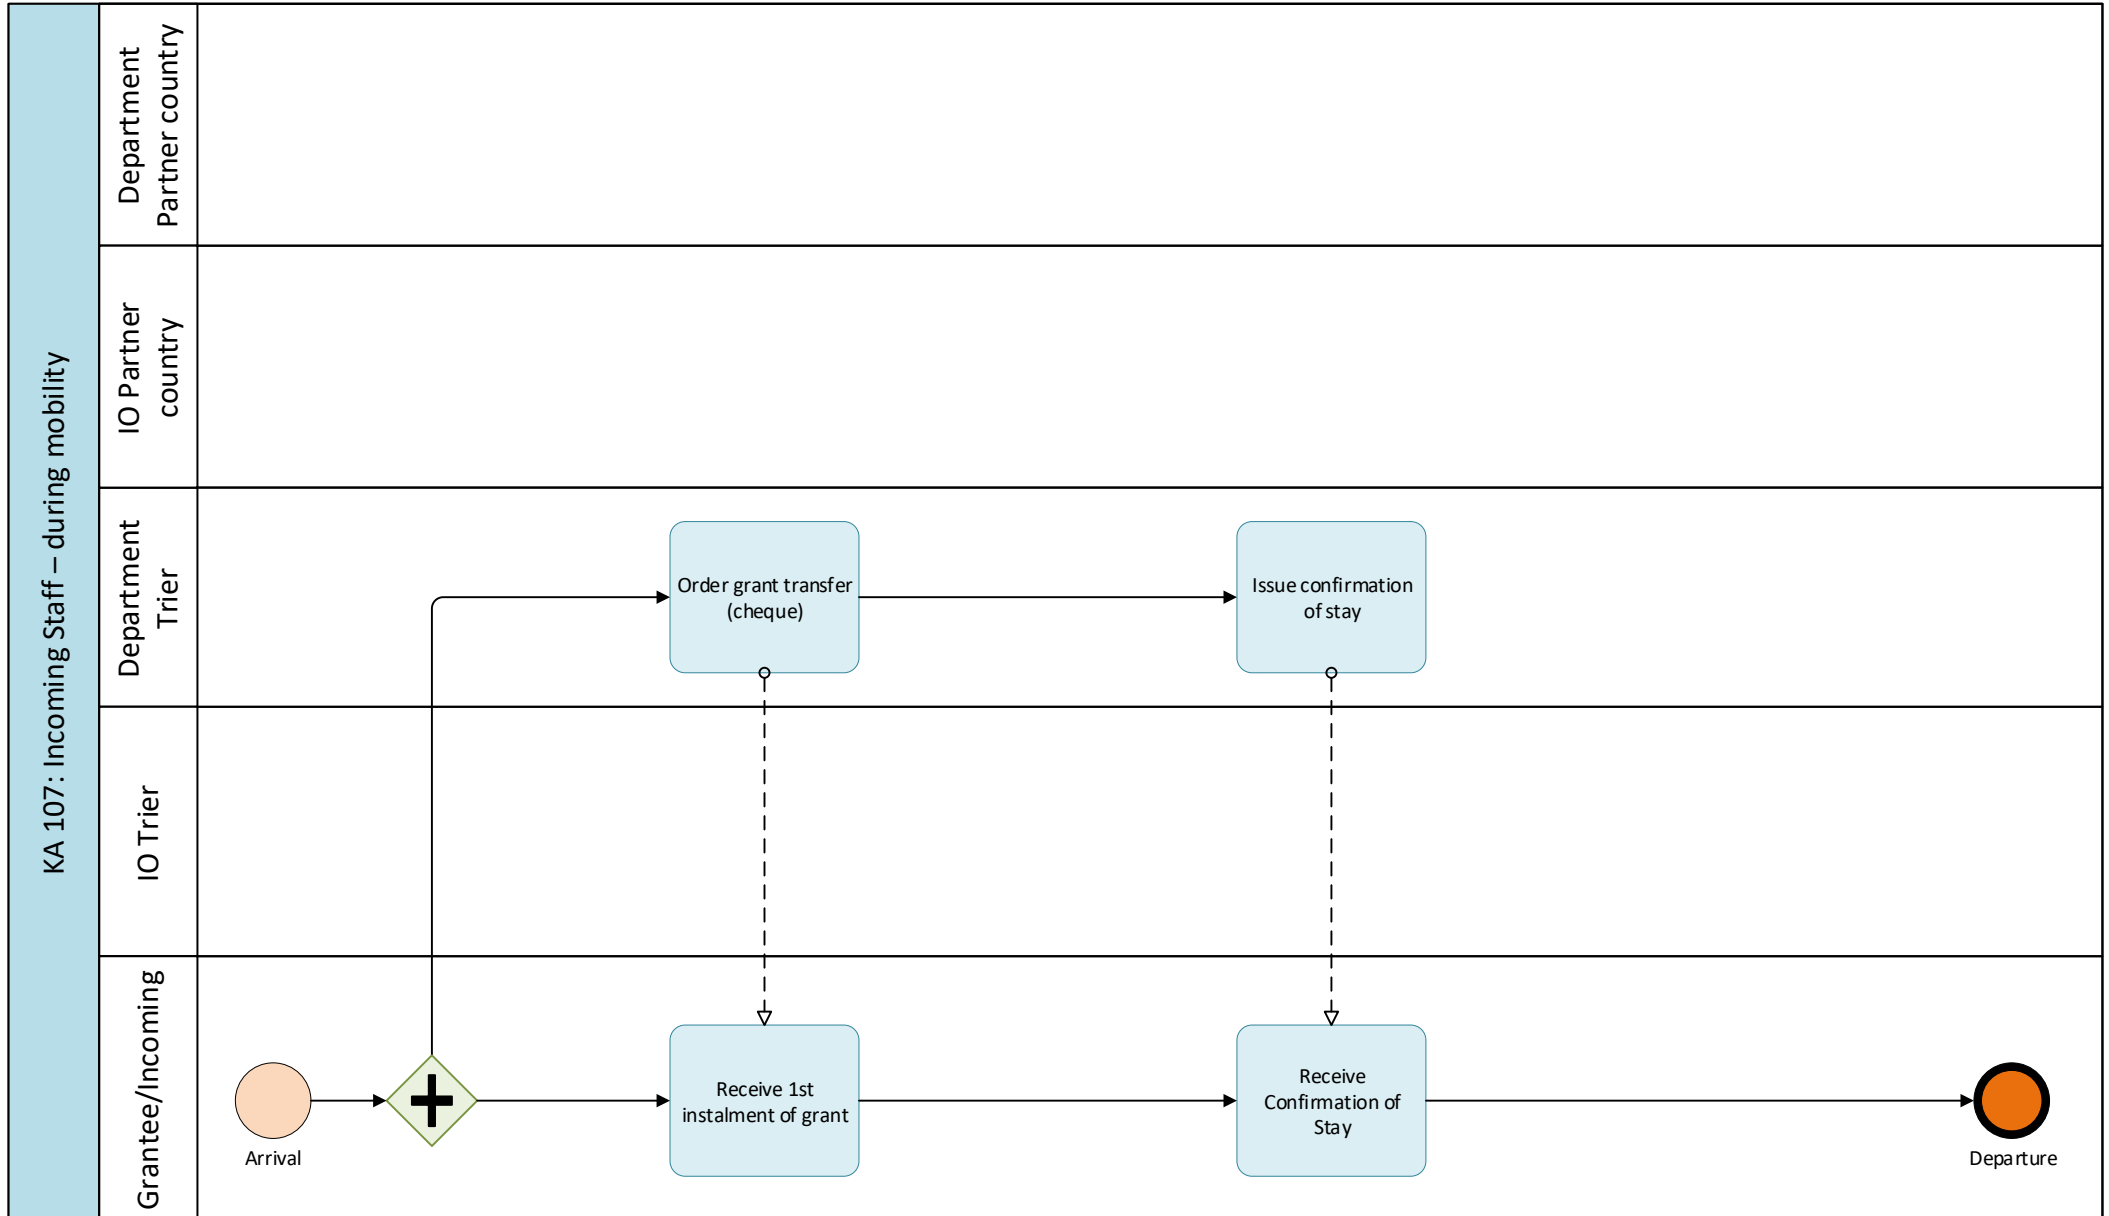 KA 107: Incoming Staff – during mobility
Department
Partner country
IO Partner
country
Department
Trier
IO Trier
Grantee/Incoming
Order grant transfer
(cheque)
Issue confirmation
of stay
Receive 1st
instalment of grant
Receive
Confirmation of
Stay
Arrival
Departure